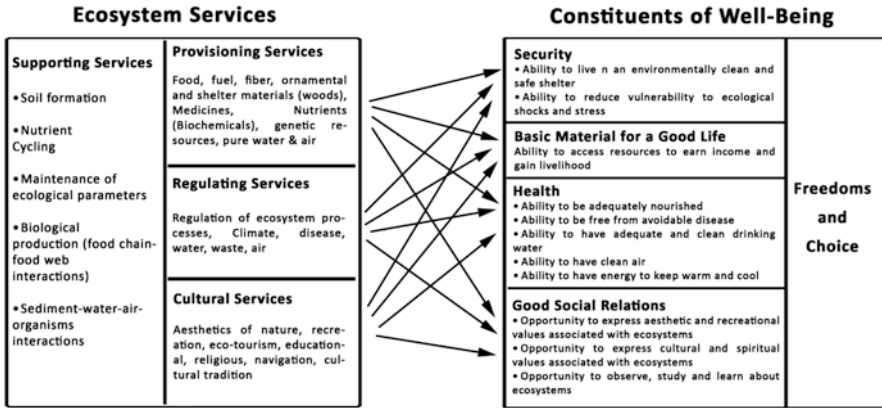 Ecosystem Services
Supporting Services
•Soil formation
•Nutrient
Cycling
•Maintenance of
ecological parameters
•Biological
production (food chain-
food web
interactions)
•Sediment-water-air-
organisms
interactions
Provisioning Services
Food, fuel, fiber, ornamental
and shelter materials (woods),
Medicines, Nutrients
(Biochemicals), genetic re-
sources, pure water & air
Regulating Services
Regulation of ecosystem pro-
cesses, Climate, disease,
water, waste, air
Cultural Services
Aesthetics of nature, recre-
ation, eco-tourism, education-
al, religious, navigation, cul-
tural tradition
Constituents of Well-Being
Security
• Ability to live n an environmentally clean and
safe shelter
• Ability to reduce vulnerability to ecological
shocks and stress
Basic Material for a Good Life
Ability to access resources to earn income and
gain livelihood
Health
• Ability to be adequately nourished
• Ability to be free from avoidable disease
• Ability to have adequate and clean drinking
water
• Ability to have clean air
• Ability to have energy to keep warm and cool
Good Social Relations
• Opportunity to express aesthetic and recreational
values associated with ecosystems
• Opportunity to express cultural and spiritual
values associated with ecosystems
• Opportunity to observe, study and learn about
ecosystems
Freedoms
and
Choice